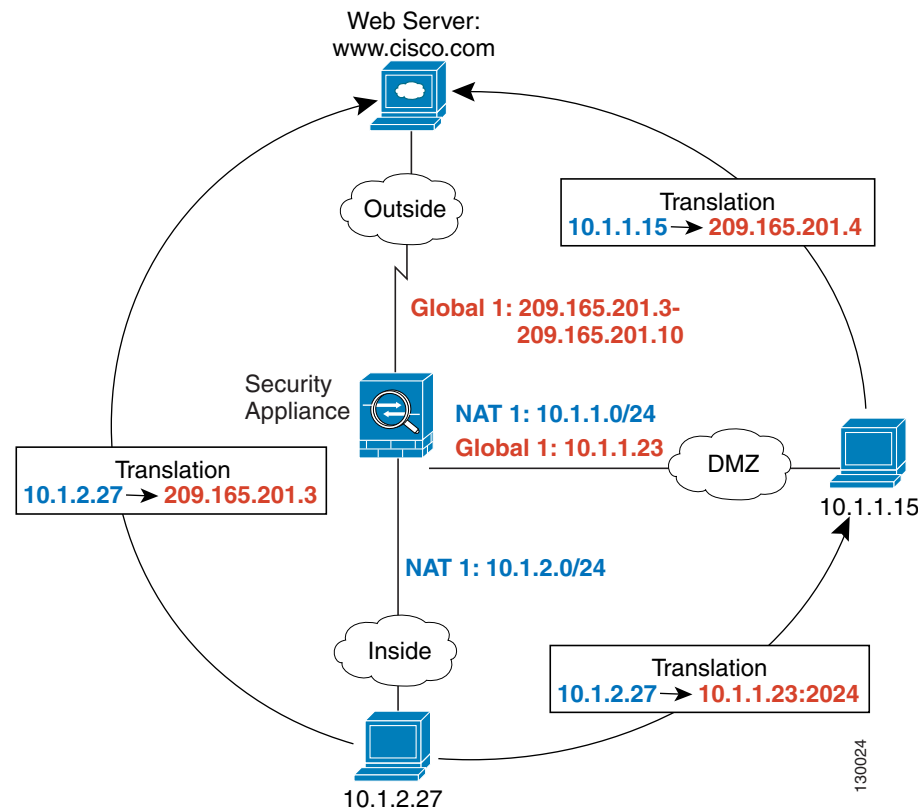 Web Server:
www.cisco.com
Outside
Translation
10.1.1.15 209.165.201.4
Global 1: 209.165.201.3-
209.165.201.10
Security
Appliance
NAT 1: 10.1.1.0/24
Global 1: 10.1.1.23
DMZ
10.1.1.15
Translation
10.1.2.27 209.165.201.3
NAT 1: 10.1.2.0/24
Inside
Translation
10.1.2.27 10.1.1.23:2024
10.1.2.27
130024